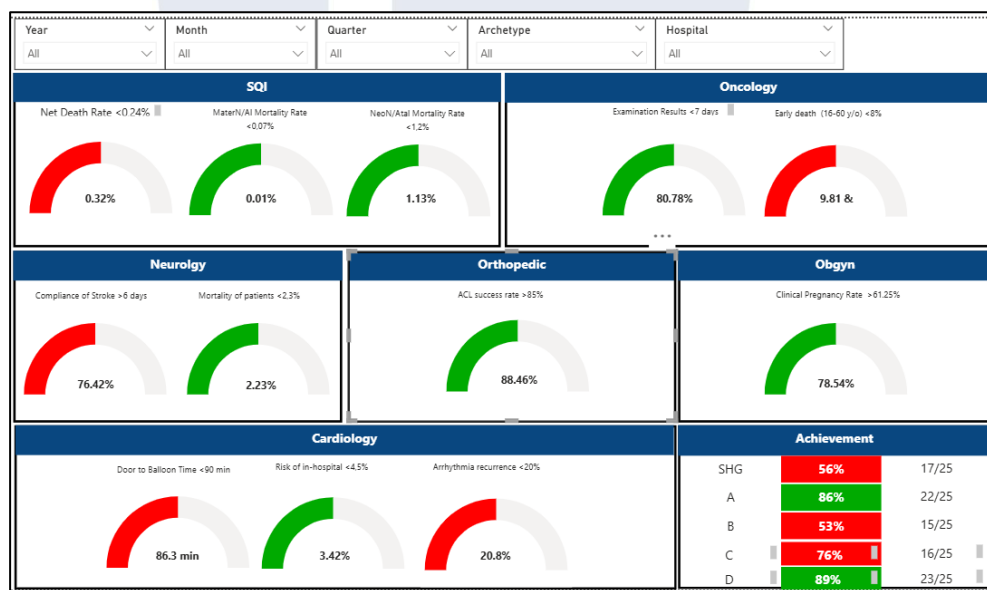 Year
Month
Quarter
Archetype
Hospital
All
All
All
All
All
SQI
Net Death Rate <0.24%
MaterN/Al Mortality Rate
<0,07%
NeoN/Atal Mortality Rate
<1,2%
0.32%
0.01%
1.13%
Oncology
Examination Results <7 days
Early death (16-60 y/o) <8%
80.78%
9.81 &
Neurolgy
Compliance of Stroke >6 days
Mortality of patients <2,3%
76.42%
2.23%
Orthopedic
ACL success rate >85%
88.46%
Obgyn
Clinical Pregnancy Rate >61.25%
78.54%
Cardiology
Door to Balloon Time <90 min
Risk of in-hospital <4,5%
Arrhythmia recurrence <20%
86.3 min
3.42%
20.8%
Achievement
SHG 56% 17/25
A 86% 22/25
B 53% 15/25
C 76% 16/25
D 89% 23/25